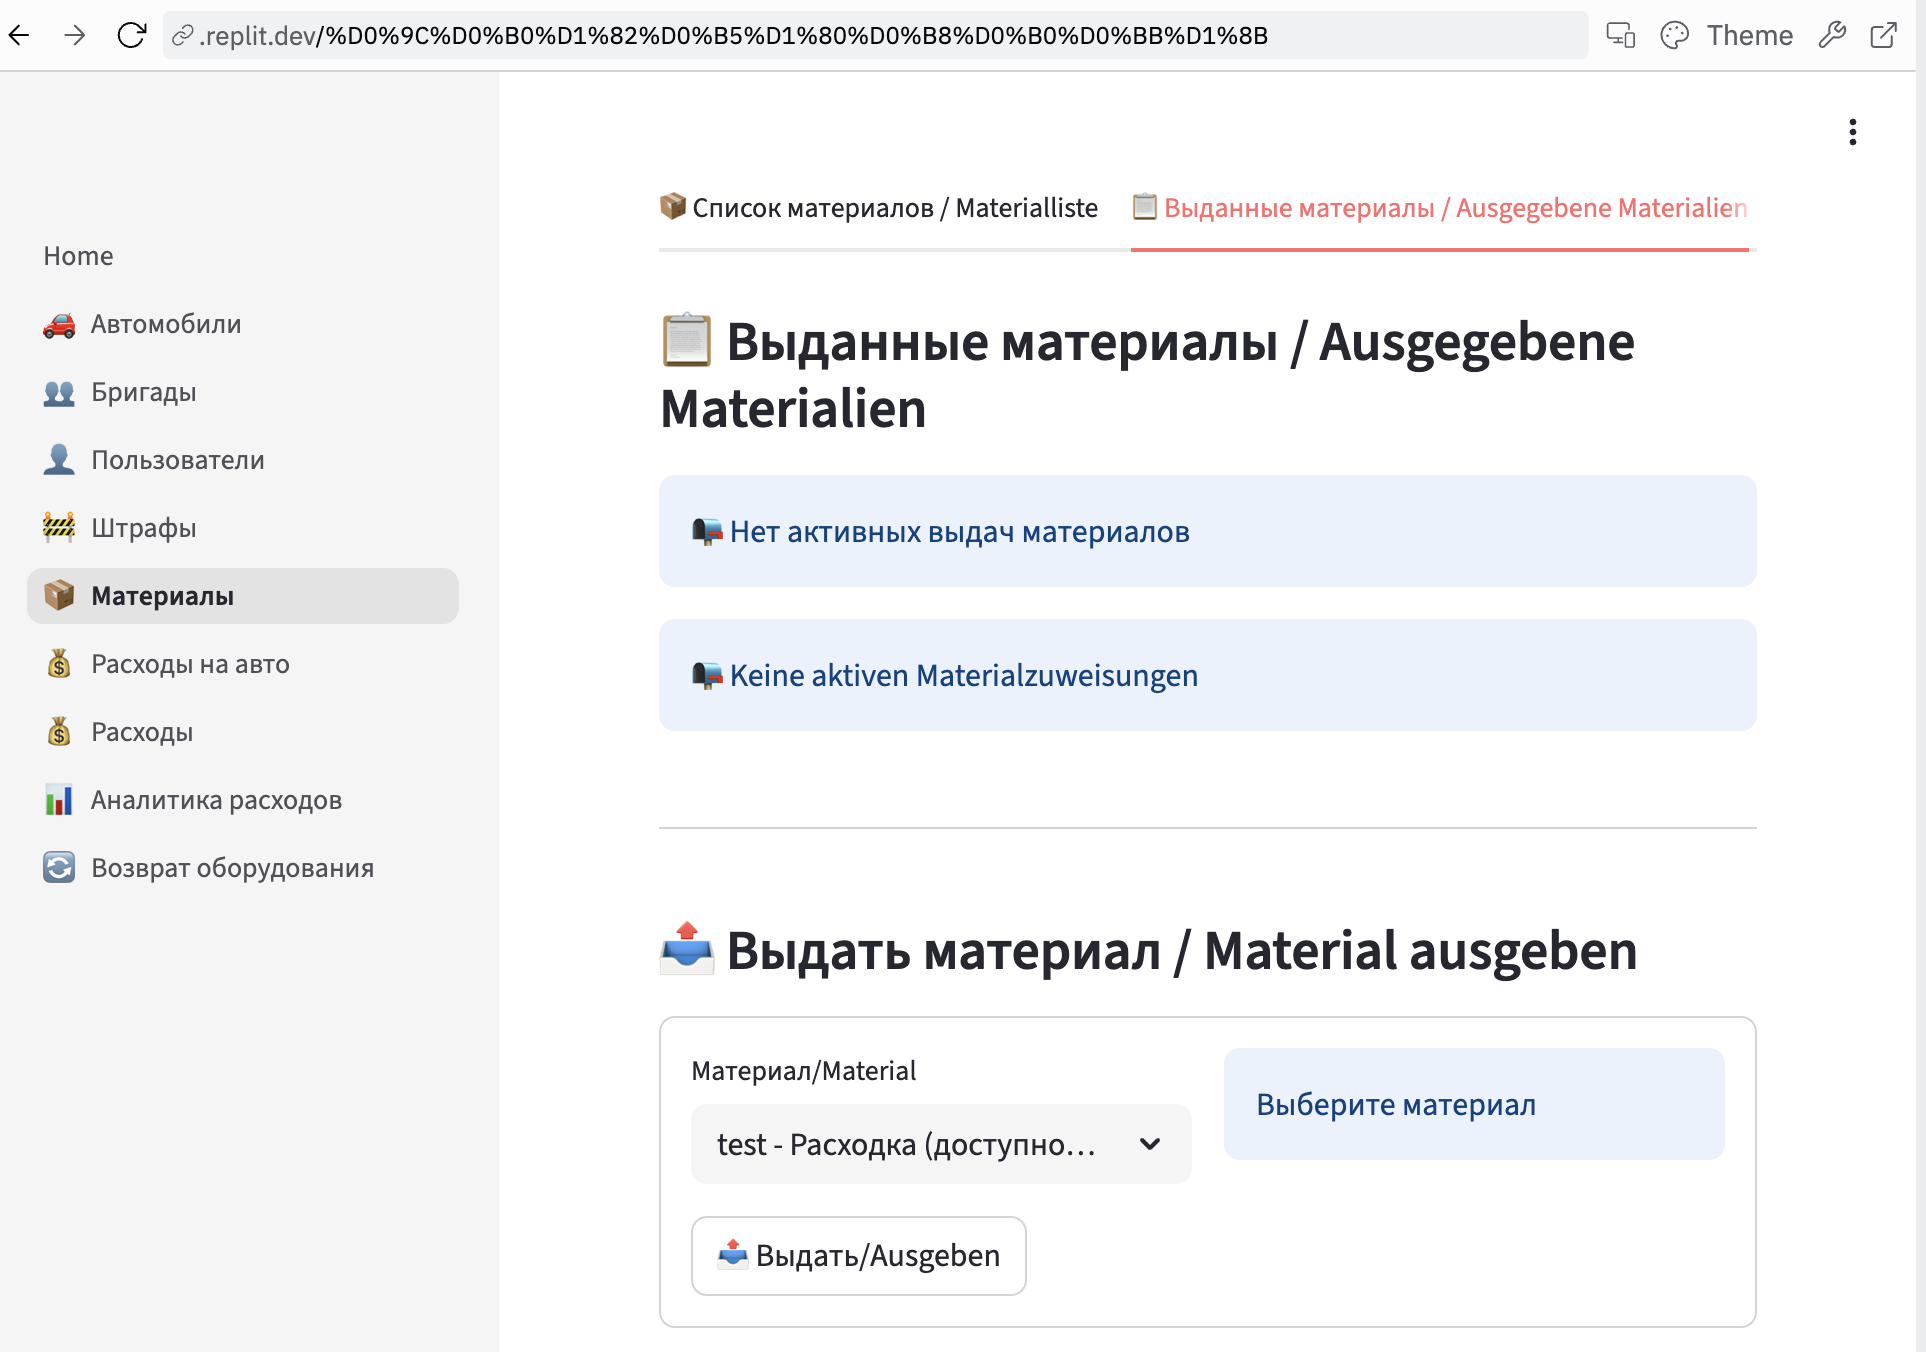 .replit.dev/%D0%9C%D0%B0%D1%82%D0%B5%D1%80%D0%B8%D0%B0%D0%BB%D1%8B
Theme
Home
Автомобили
Бригады
Пользователи
Штрафы
Материалы
Расходы на авто
Расходы
Аналитика расходов
Возврат оборудования
Список материалов / Materialliste
Выданные материалы / Ausgegebene Materialien
Выданные материалы / Ausgegebene
Materialien
Нет активных выдач материалов
Keine aktiven Materialzuweisungen
Выдать материал / Material ausgeben
Материал/Material
test - Расходка (доступно...
Выберите материал
Выдать/Ausgeben